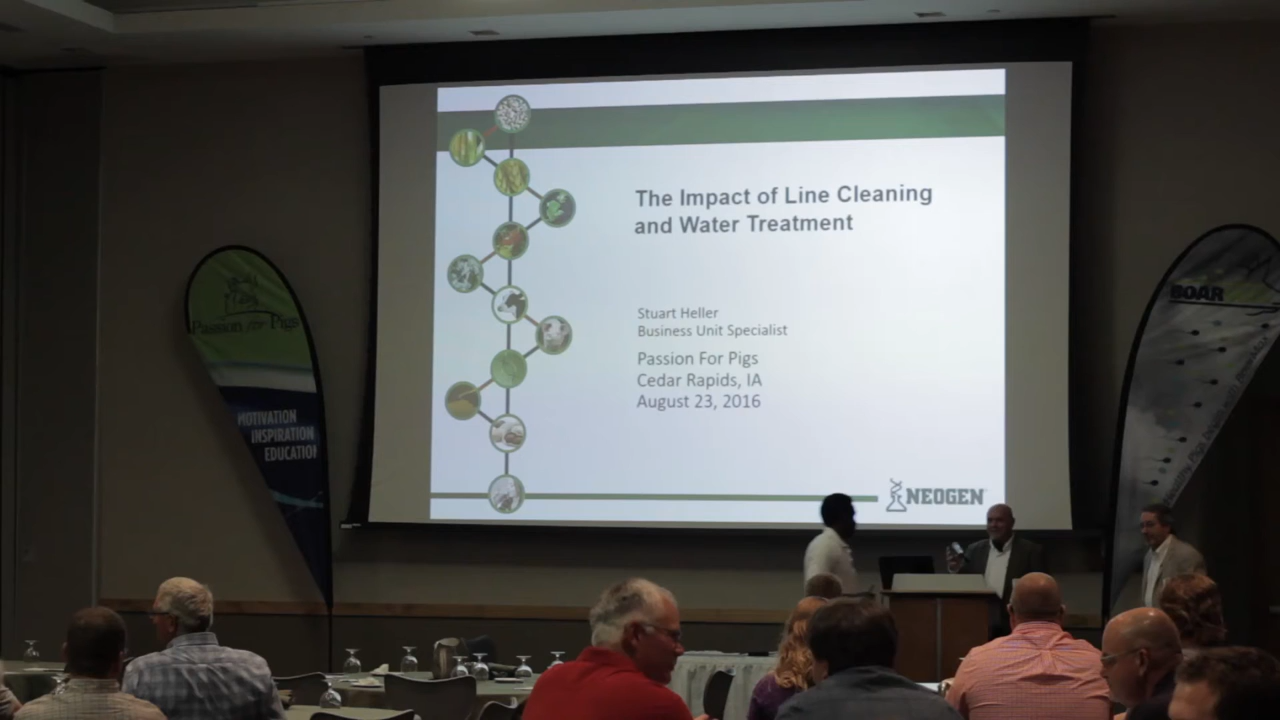 The Impact of Line Cleaning
and Water Treatment
Stuart Heller
Business Unit Specialist
Passion For Pigs
Cedar Rapids, IA
August 23, 2016
NEOGEN
Passion for Pigs
MOTIVATION
INSPIRATION
EDUCATION
BOAR